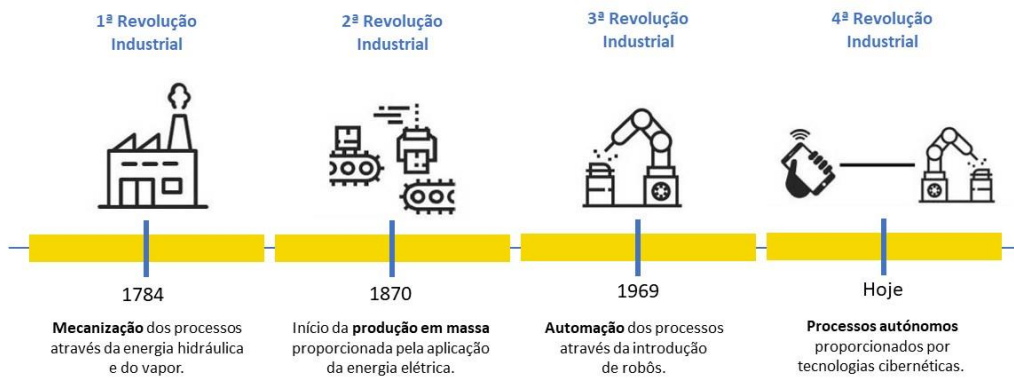 1ª Revolução
Industrial
2ª Revolução
Industrial
3ª Revolução
Industrial
4ª Revolução
Industrial
1784
1870
1969
Hoje
Mecanização dos processos
através da energia hidráulica
e do vapor.
Início da produção em massa
proporcionada pela aplicação
da energia elétrica.
Automação dos processos
através da introdução
de robôs.
Processos autónomos
proporcionados por
tecnologias cibernéticas.